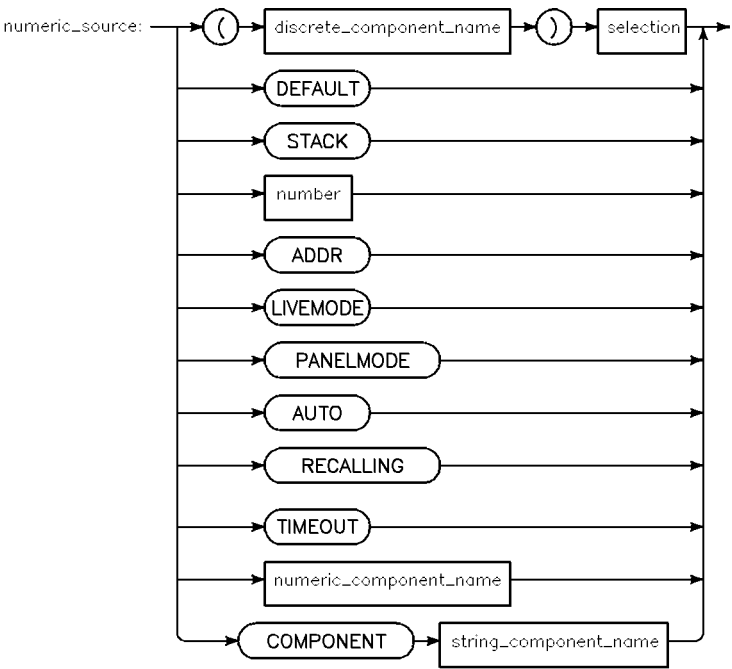 numeric_source: ( discrete_component_name ) selection
DEFAULT
STACK
number
ADDR
LIVEMODE
PANELMODE
AUTO
RECALLING
TIMEOUT
numeric_component_name
COMPONENT string_component_name